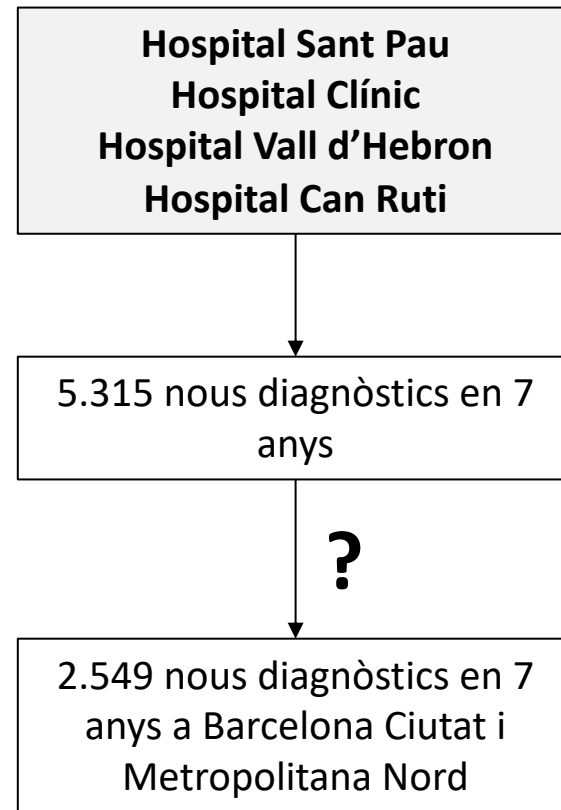 Hospital Sant Pau
Hospital Clínic
Hospital Vall d’Hebron
Hospital Can Ruti
5.315 nous diagnòstics en 7
anys
?
2.549 nous diagnòstics en 7
anys a Barcelona Ciutat i
Metropolitana Nord